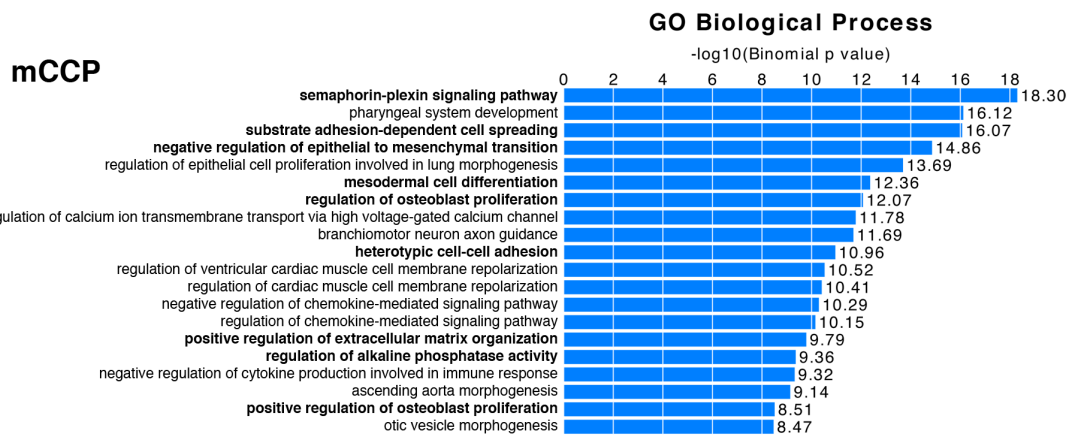 GO Biological Process
-log10(Binomial p value)
mCCP
0 2 4 6 8 10 12 14 16 18
semaphorin-plexin signaling pathway 18.30
pharyngeal system development 16.12
substrate adhesion-dependent cell spreading 16.07
negative regulation of epithelial to mesenchymal transition 14.86
regulation of epithelial cell proliferation involved in lung morphogenesis 13.69
mesodermal cell differentiation 12.36
regulation of osteoblast proliferation 12.07
gulation of calcium ion transmembrane transport via high voltage-gated calcium channel 11.78
branchiomotor neuron axon guidance 11.69
heterotypic cell-cell adhesion 10.96
regulation of ventricular cardiac muscle cell membrane repolarization 10.52
regulation of cardiac muscle cell membrane repolarization 10.41
negative regulation of chemokine-mediated signaling pathway 10.29
regulation of chemokine-mediated signaling pathway 10.15
positive regulation of extracellular matrix organization 9.79
regulation of alkaline phosphatase activity 9.36
negative regulation of cytokine production involved in immune response 9.32
ascending aorta morphogenesis 9.14
positive regulation of osteoblast proliferation 8.51
otic vesicle morphogenesis 8.47